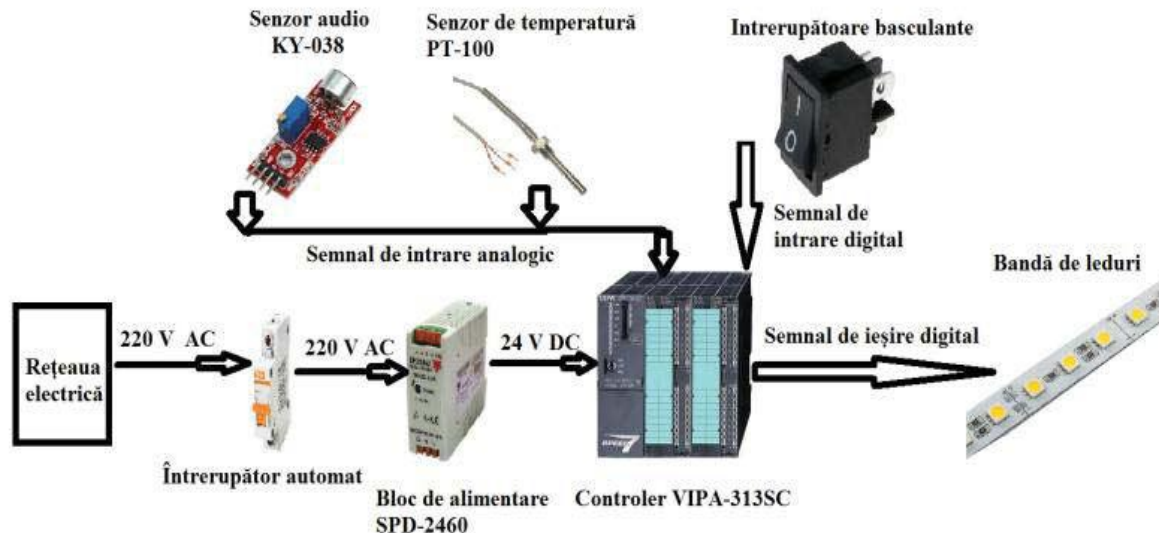 Senzor audio
KY-038
Senzor de temperatură
PT-100
Intrerupătoare basculante
Semnal de intrare analogic
Semnal de
intrare digital
Bandă de leduri
Rețeaua
electrică
220 V AC
220 V AC
24 V DC
Semnal de ieșire digital
Întrerupător automat
Bloc de alimentare
SPD-2460
Controler VIPA-313SC